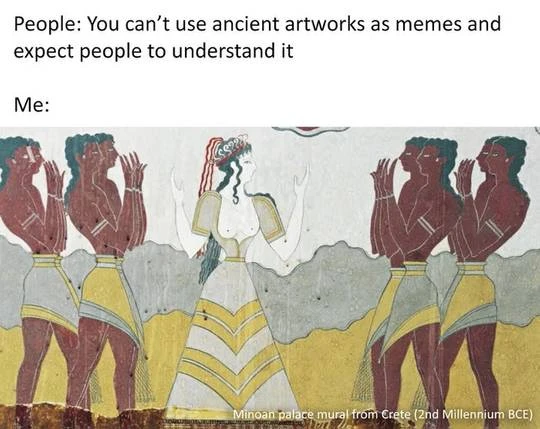 People: You can’t use ancient artworks as memes and
expect people to understand it
Me:
Minoan palace mural from Crete (2nd Millennium BCE)